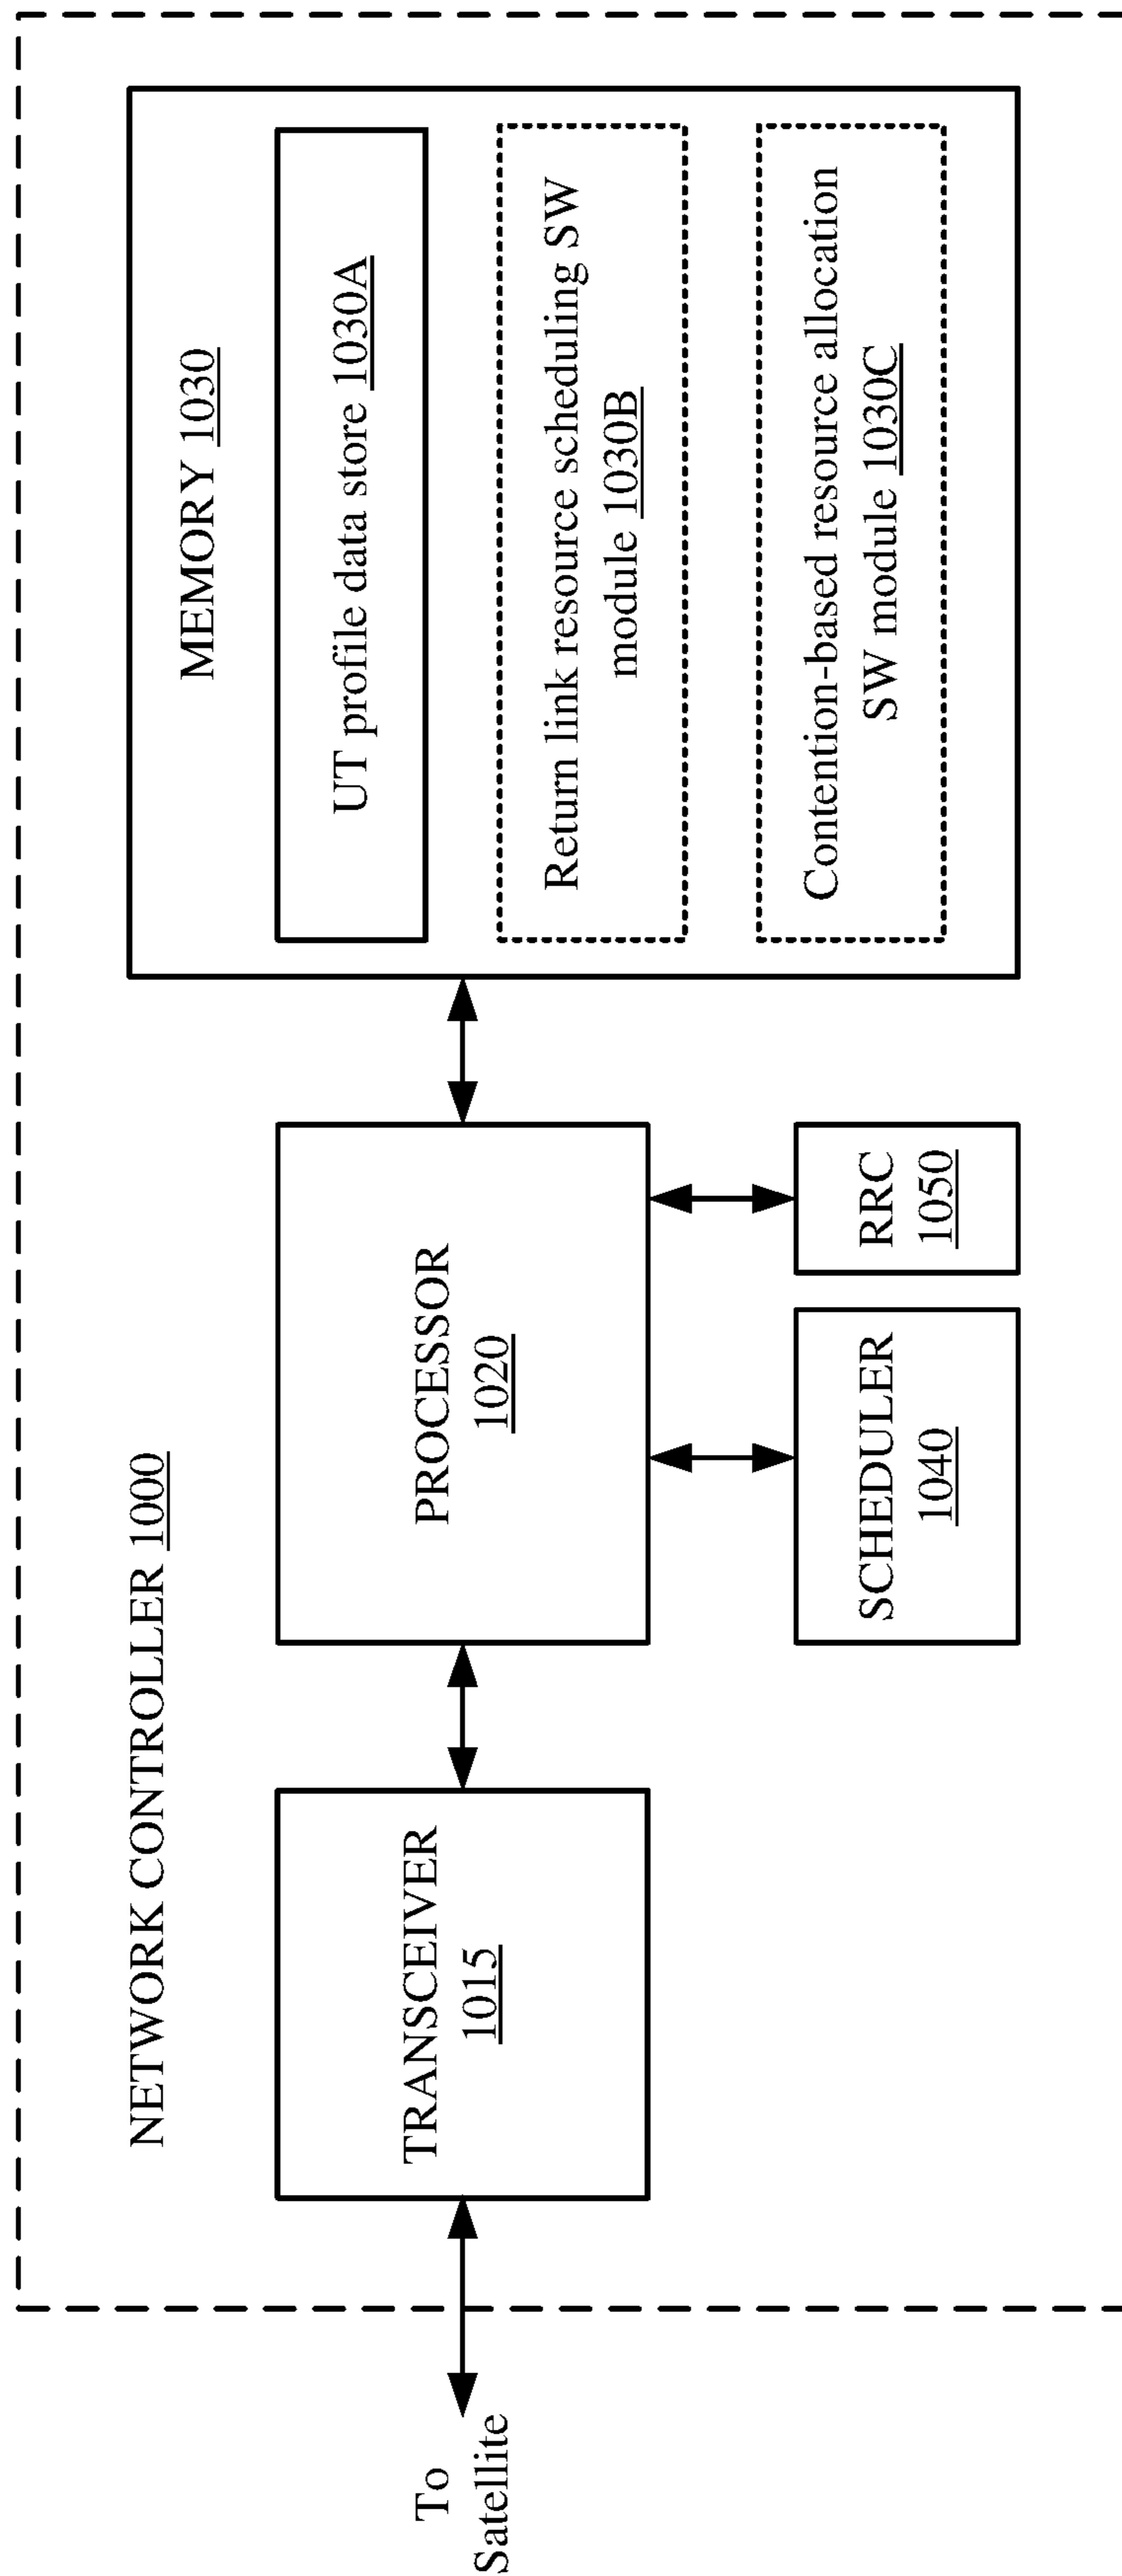 NETWORK CONTROLLER 1000
To
Satellite
TRANSCEIVER
1015
PROCESSOR
1020
SCHEDULER
1040
RRC
1050
MEMORY 1030
UT profile data store 1030A
Return link resource scheduling SW
module 1030B
Contention-based resource allocation
SW module 1030C